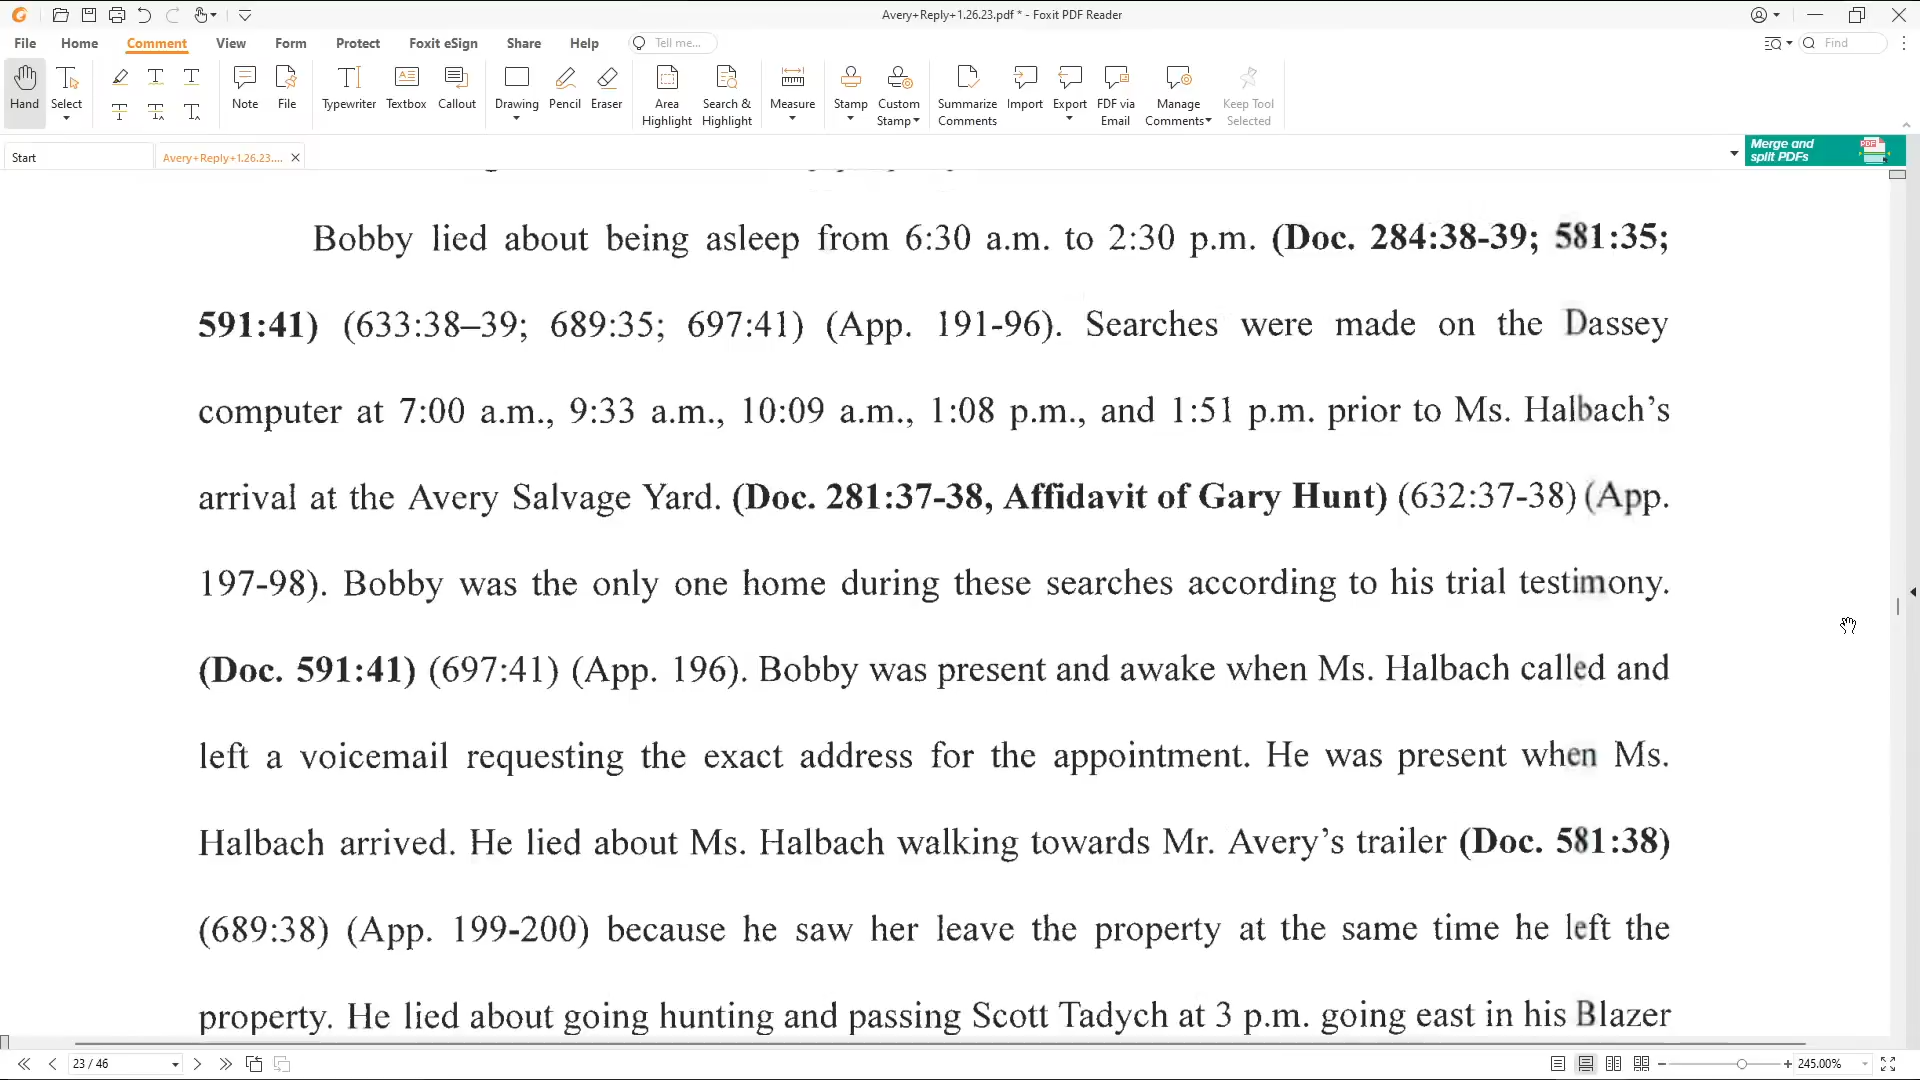 Avery+Reply+1.26.23.pdf * - Foxit PDF Reader
File Home Comment View Form Protect Foxit eSign Share Help Tell me... Find
Hand Select Note File Typewriter Textbox Callout Drawing Pencil Eraser Area Highlight Search & Highlight Measure Stamp Custom Stamp Summarize Comments Import Export FDF via Email Manage Comments Keep Tool Selected
Start Avery+Reply+1.26.23.... Merge and split PDFs
Bobby lied about being asleep from 6:30 a.m. to 2:30 p.m. (Doc. 284:38-39; 581:35;
591:41) (633:38–39; 689:35; 697:41) (App. 191-96). Searches were made on the Dassey
computer at 7:00 a.m., 9:33 a.m., 10:09 a.m., 1:08 p.m., and 1:51 p.m. prior to Ms. Halbach's
arrival at the Avery Salvage Yard. (Doc. 281:37-38, Affidavit of Gary Hunt) (632:37-38) (App.
197-98). Bobby was the only one home during these searches according to his trial testimony.
(Doc. 591:41) (697:41) (App. 196). Bobby was present and awake when Ms. Halbach called and
left a voicemail requesting the exact address for the appointment. He was present when Ms.
Halbach arrived. He lied about Ms. Halbach walking towards Mr. Avery's trailer (Doc. 581:38)
(689:38) (App. 199-200) because he saw her leave the property at the same time he left the
property. He lied about going hunting and passing Scott Tadych at 3 p.m. going east in his Blazer
23 / 46 245.00%